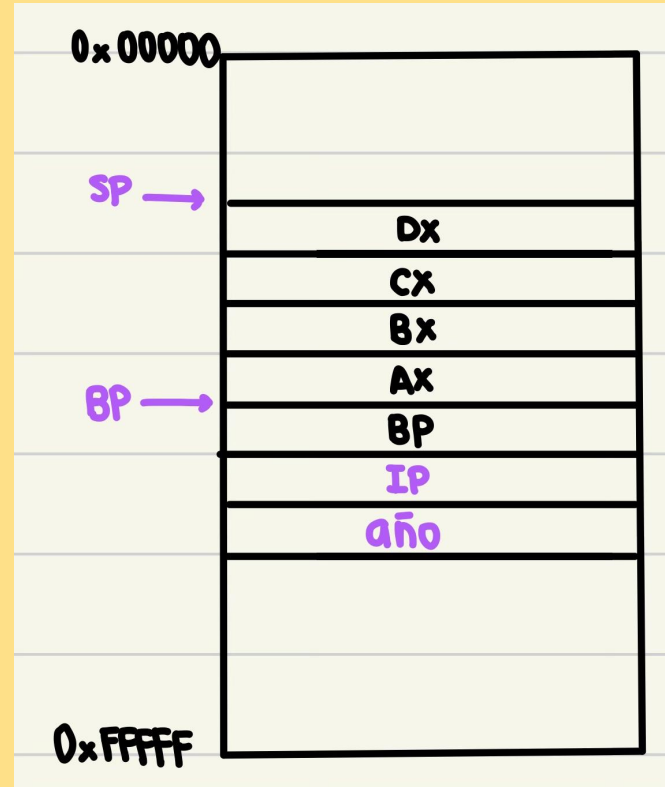 0x00000
SP
DX
CX
BX
AX
BP
BP
IP
año
0xFFFFF